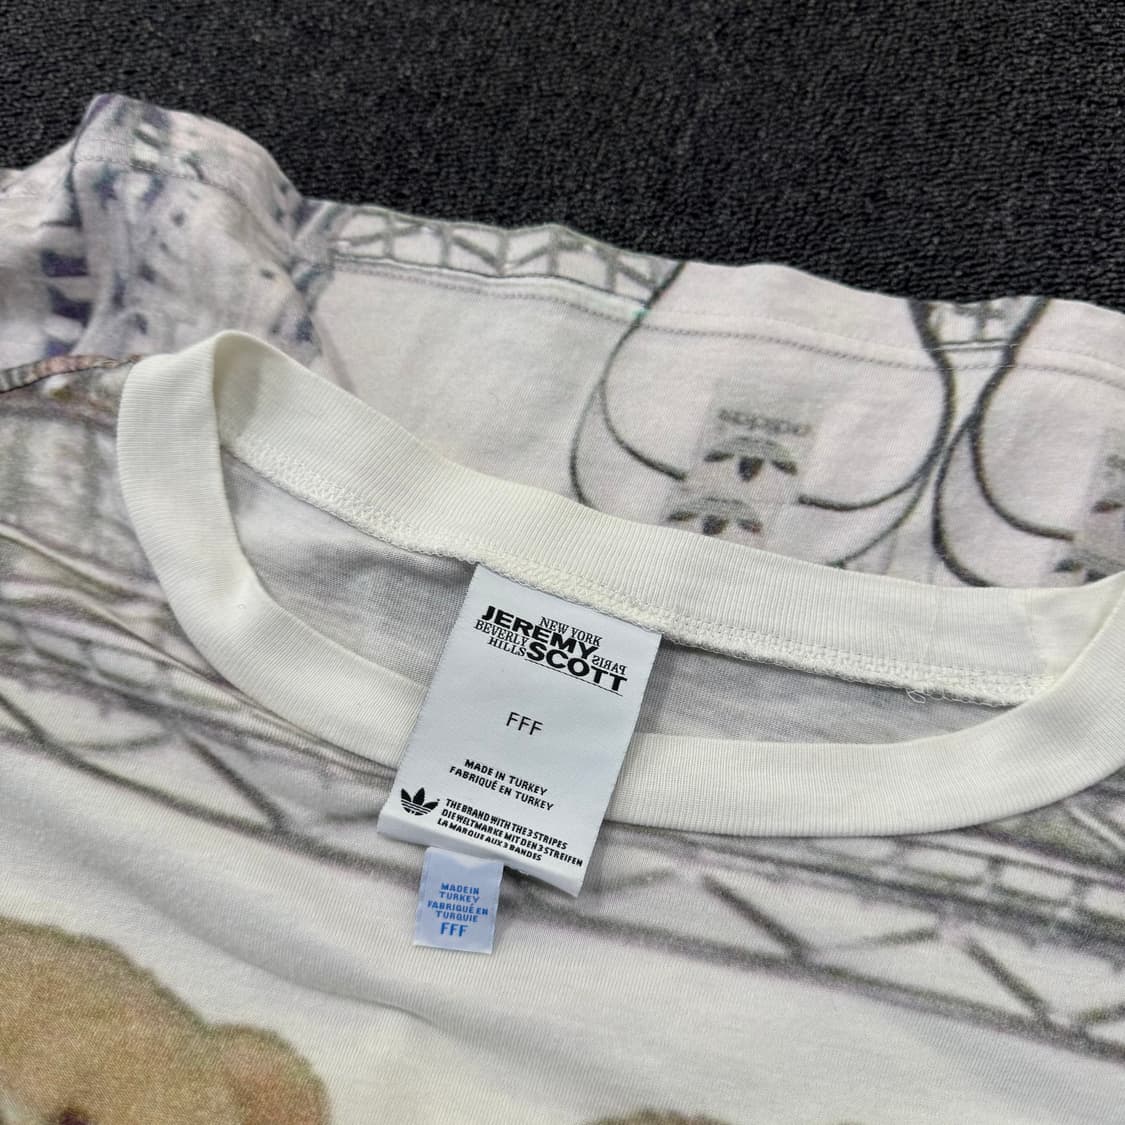 adidas
NEW YORK
JEREMY
BEVERLY
HILLS
SCOTT
PARIS
FFF
MADE IN TURKEY
FABRIQUÉ EN TURKEY
THE BRAND WITH THE 3 STRIPES
DIE WELTMARKE MIT DEN 3 STREIFEN
LA MARQUE AUX 3 BANDES
MADE IN
TURKEY
FABRIQUÉ EN
TURQUIE
FFF